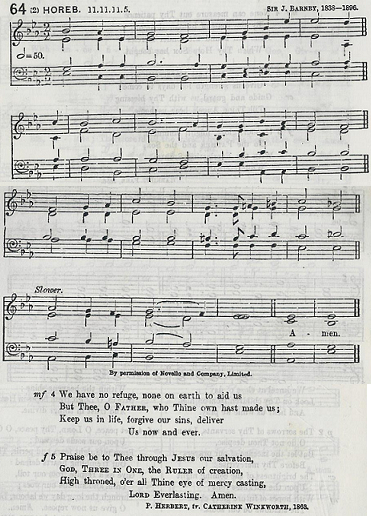 64 (2) HOREB. 11.11.11.5. SIR J. BARNBY, 1838—1896.
=50.
Slower.
A - men.
By permission of Novello and Company, Limited.
mf 4 We have no refuge, none on earth to aid us
But Thee, O FATHER, who Thine own hast made us;
Keep us in life, forgive our sins, deliver
Us now and ever.
f 5 Praise be to Thee through JESUS our salvation,
GOD, THREE IN ONE, the RULER of creation,
High throned, o'er all Thine eye of mercy casting,
LORD Everlasting. Amen.
P. HERBERT, tr. CATHERINE WINKWORTH, 1863.